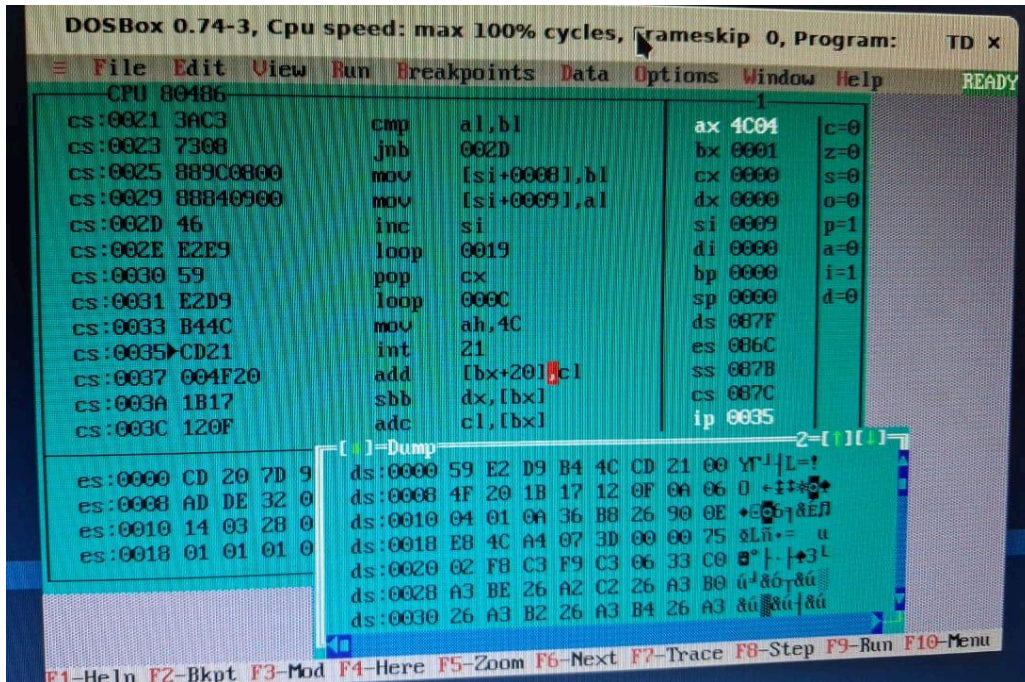 DOSBox 0.74-3, Cpu speed: max 100% cycles, Frameskip 0, Program: TD ×
≡ File Edit View Run Breakpoints Data Options Window Help READY
CPU 80486 1
cs:0021 3AC3 cmp al,bl ax 4C04 c=0
cs:0023 7308 jnb 002D bx 0001 z=0
cs:0025 889C0800 mov [si+0008],bl cx 0000 s=0
cs:0029 88840900 mov [si+0009],al dx 0000 o=0
cs:002D 46 inc si si 0009 p=1
cs:002E E2E9 loop 0019 di 0000 a=0
cs:0030 59 pop cx bp 0000 i=1
cs:0031 E2D9 loop 000C sp 0000 d=0
cs:0033 B44C mov ah,4C ds 087F
cs:0035►CD21 int 21 es 086C
cs:0037 004F20 add [bx+20],cl ss 087B
cs:003A 1B17 sbb dx,[bx] cs 087C
cs:003C 120F adc cl,[bx] ip 0035
es:0000 CD 20 7D 9
es:0008 AD DE 32 0
es:0010 14 03 28 0
es:0018 01 01 01 0
Dump 2
ds:0000 59 E2 D9 B4 4C CD 21 00
ds:0008 4F 20 1B 17 12 0F 0A 06
ds:0010 04 01 0A 36 B8 26 90 0E
ds:0018 E8 4C A4 07 3D 00 00 75
ds:0020 02 F8 C3 F9 C3 06 33 C0
ds:0028 A3 BE 26 A2 C2 26 A3 B0
ds:0030 26 A3 B2 26 A3 B4 26 A3
F1-Help F2-Bkpt F3-Mod F4-Here F5-Zoom F6-Next F7-Trace F8-Step F9-Run F10-Menu